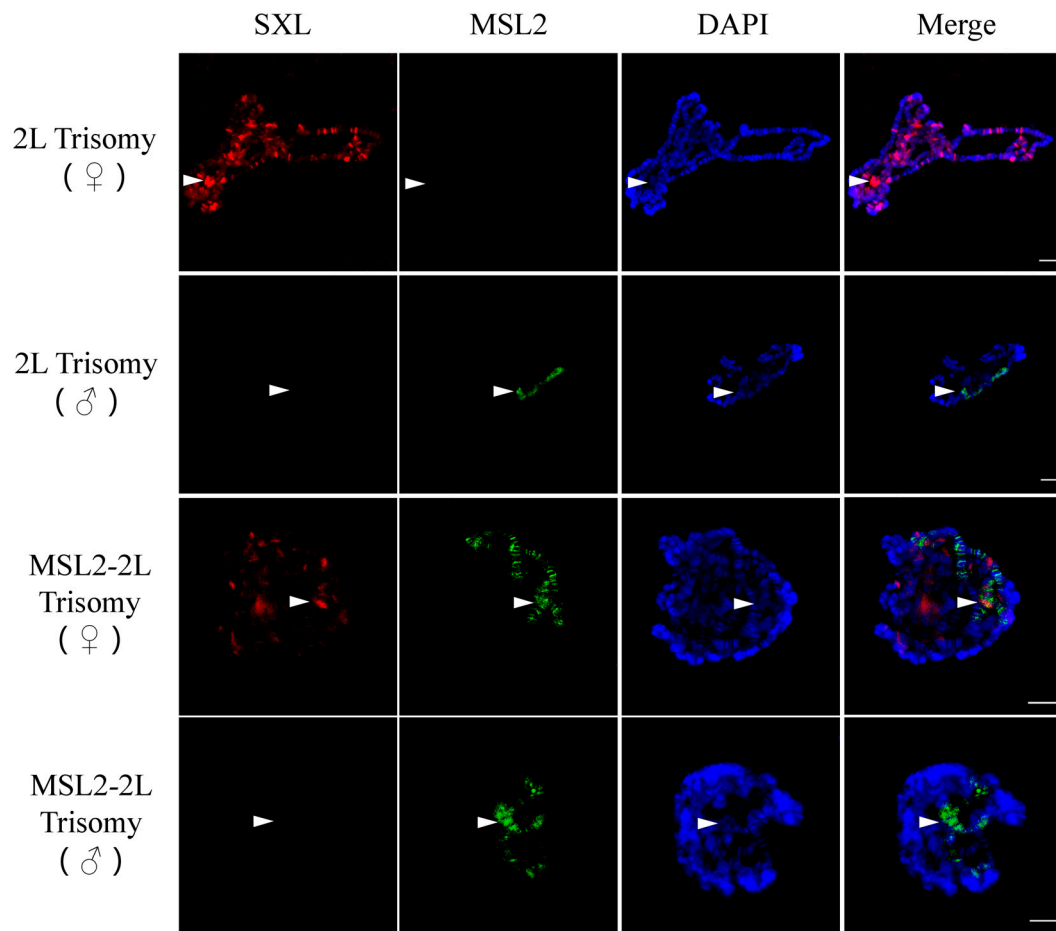 SXL MSL2 DAPI Merge
2L Trisomy
(♀)
2L Trisomy
(♂)
MSL2-2L
Trisomy
(♀)
MSL2-2L
Trisomy
(♂)